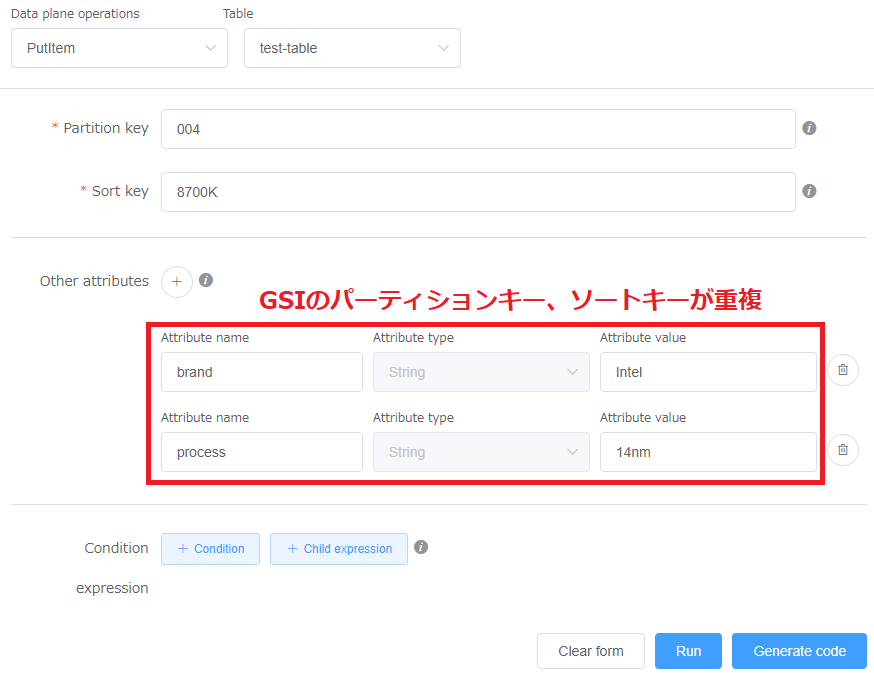 Data plane operations Table
PutItem test-table
* Partition key 004
* Sort key 8700K
Other attributes
GSIのパーティションキー、ソートキーが重複
Attribute name Attribute type Attribute value
brand String Intel
Attribute name Attribute type Attribute value
process String 14nm
Condition + Condition + Child expression
expression
Clear form Run Generate code